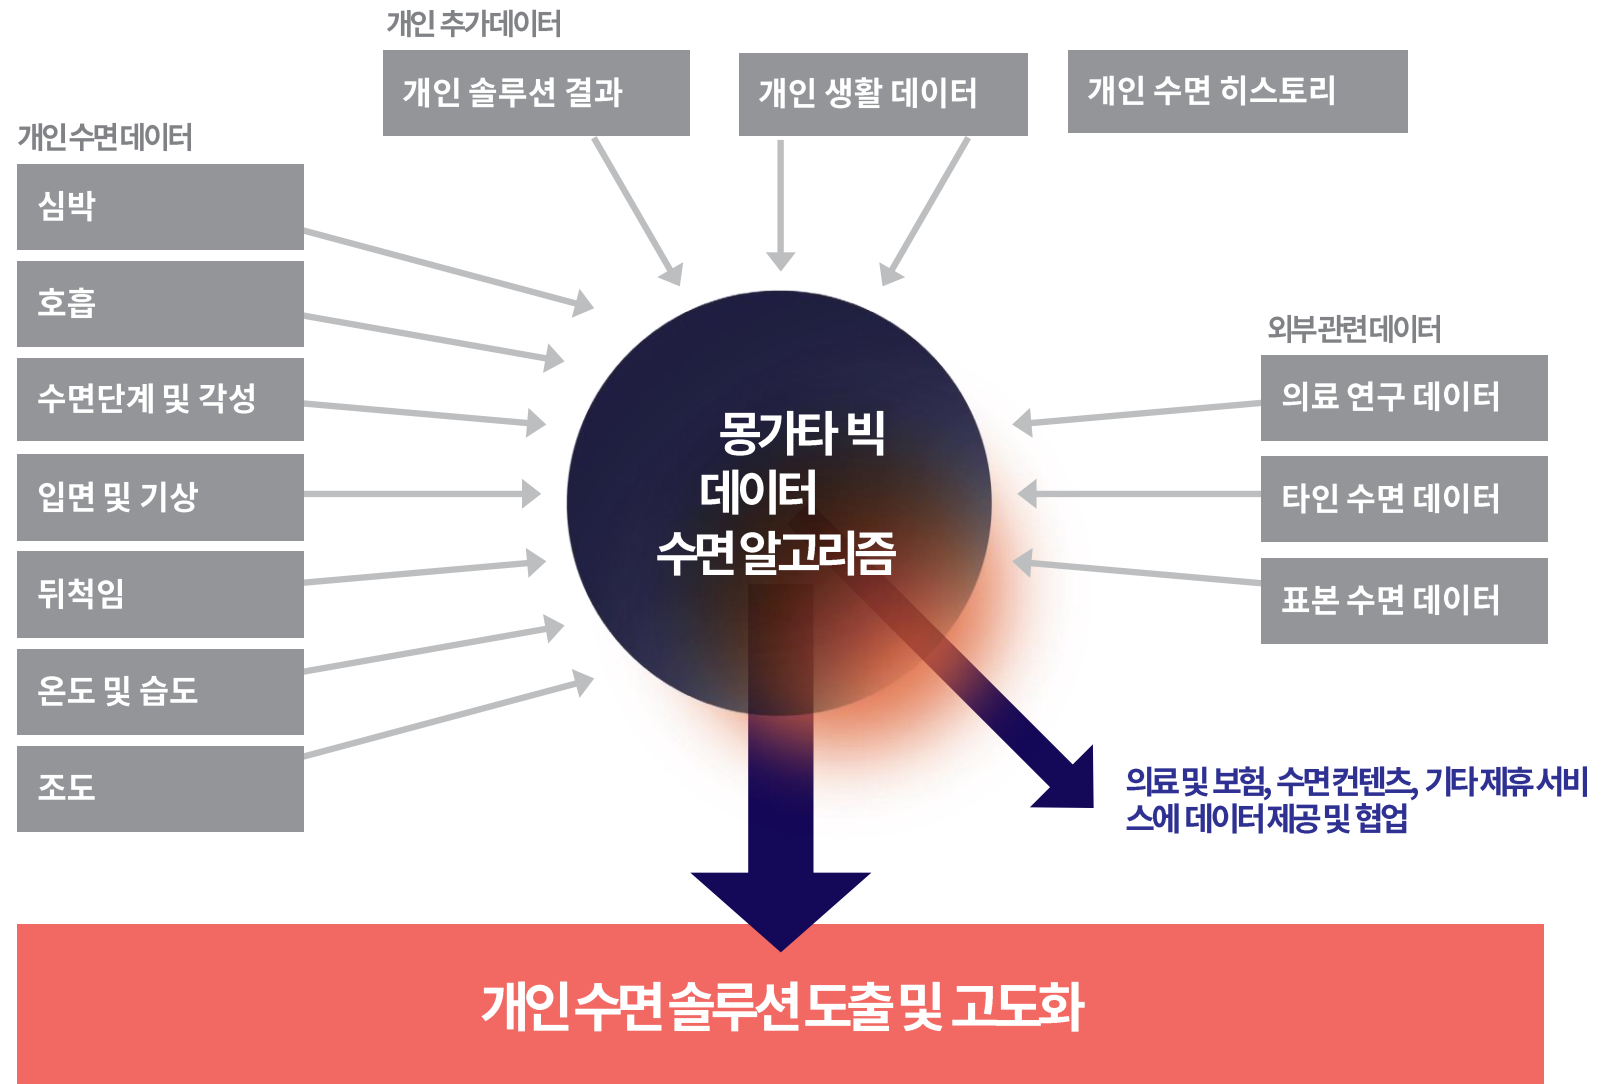 개인 추가데이터
개인 솔루션 결과
개인 생활 데이터
개인 수면 히스토리
개인 수면 데이터
심박
호흡
수면단계 및 각성
입면 및 기상
뒤척임
온도 및 습도
조도
몽가타 빅
데이터
수면 알고리즘
외부 관련 데이터
의료 연구 데이터
타인 수면 데이터
표본 수면 데이터
의료 및 보험, 수면 컨텐츠, 기타 제휴 서비
스에 데이터 제공 및 협업
개인 수면 솔루션 도출 및 고도화